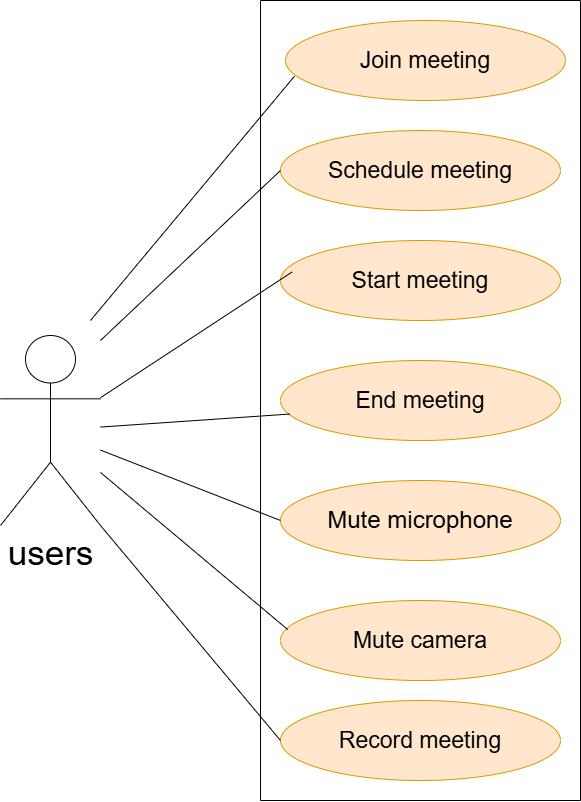 Join meeting
Schedule meeting
Start meeting
End meeting
Mute microphone
users
Mute camera
Record meeting